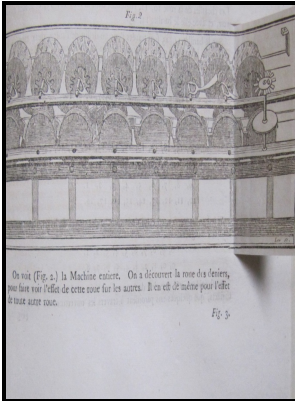 Fig. 2
On voit (Fig. 2.) la Machine entiere. On a découvert la roue des deniers,
pour faire voir l'effet de cette roue sur les autres. Il en est de même pour l'effet
de toute autre roue.
Fig. 3.